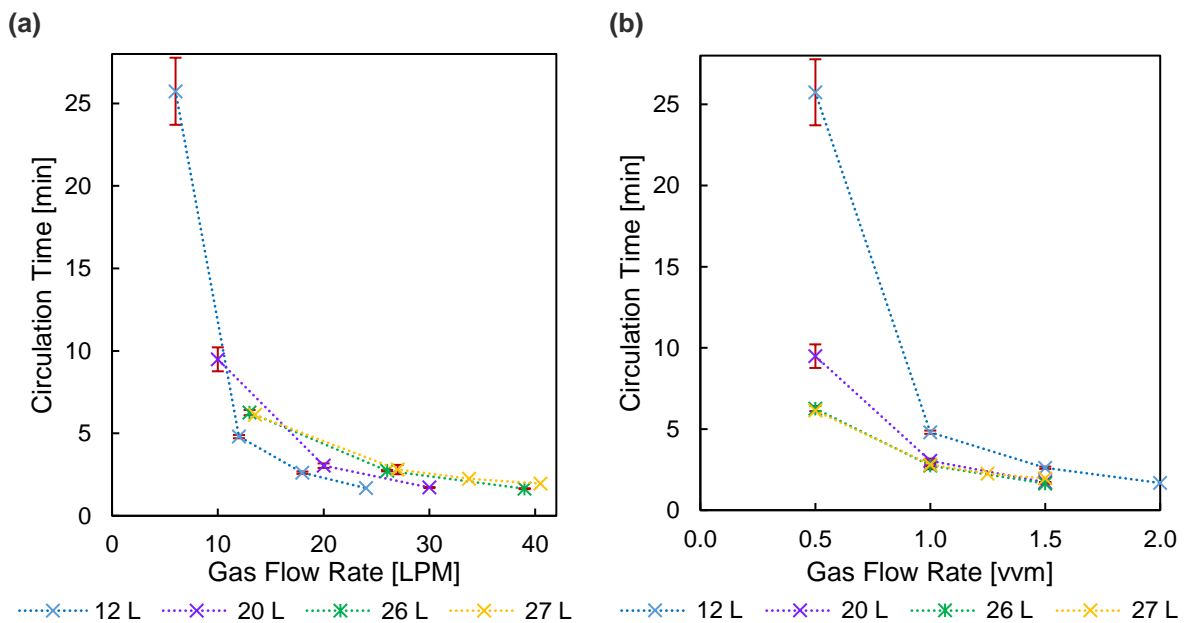 (a)
Circulation Time [min]
25
20
15
10
5
0
0 10 20 30 40
Gas Flow Rate [LPM]
12 L 20 L 26 L 27 L
(b)
Circulation Time [min]
25
20
15
10
5
0
0.0 0.5 1.0 1.5 2.0
Gas Flow Rate [vvm]
12 L 20 L 26 L 27 L